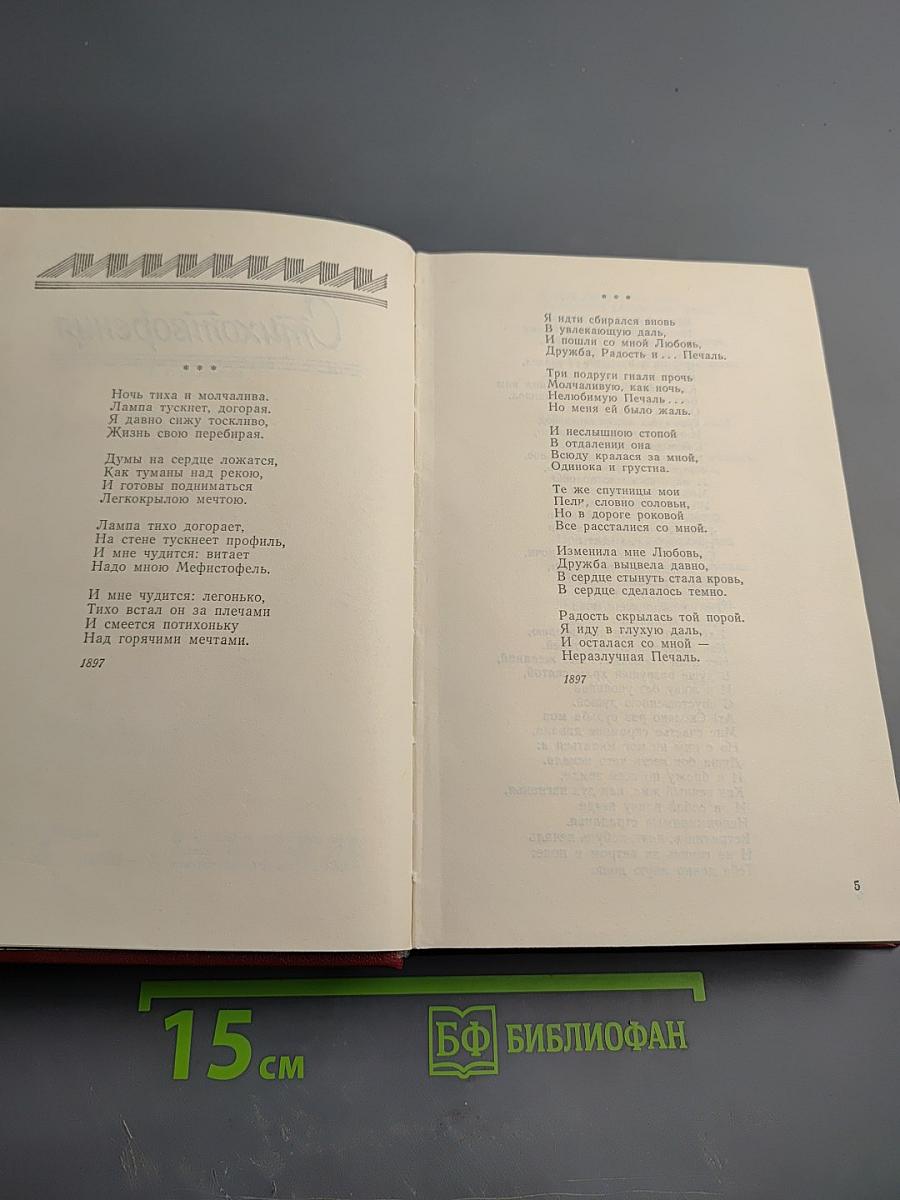 * * *
Ночь тиха и молчалива.
Лампа тускнет, догорая.
Я давно сижу тоскливо,
Жизнь свою перебирая.
Думы на сердце ложатся,
Как туманы над рекою,
И готовы подниматься
Легкокрылою мечтою.
Лампа тихо догорает,
На стене тускнеет профиль,
И мне чудится: витает
Надо мною Мефистофель.
И мне чудится: легонько,
Тихо встал он за плечами
И смеется потихоньку
Над горячими мечтами.
1897
* * *
Я идти сбирался вновь
В увлекающую даль,
И пошли со мной Любовь,
Дружба, Радость и... Печаль.
Три подруги гнали прочь
Молчаливую, как ночь,
Нелюбимую Печаль...
Но меня ей было жаль.
И неслышною стопой
В отдалении она
Всюду кралася за мной,
Одинока и грустна.
Те же спутницы мои
Пели, словно соловьи,
Но в дороге роковой
Все рассталися со мной.
Изменила мне Любовь,
Дружба выцвела давно,
В сердце стынуть стала кровь,
В сердце сделалось темно.
Радость скрылась той порой.
Я иду в глухую даль,
И осталася со мной —
Неразлучная Печаль.
1897
5
15 см
БФ БИБЛИОФАН